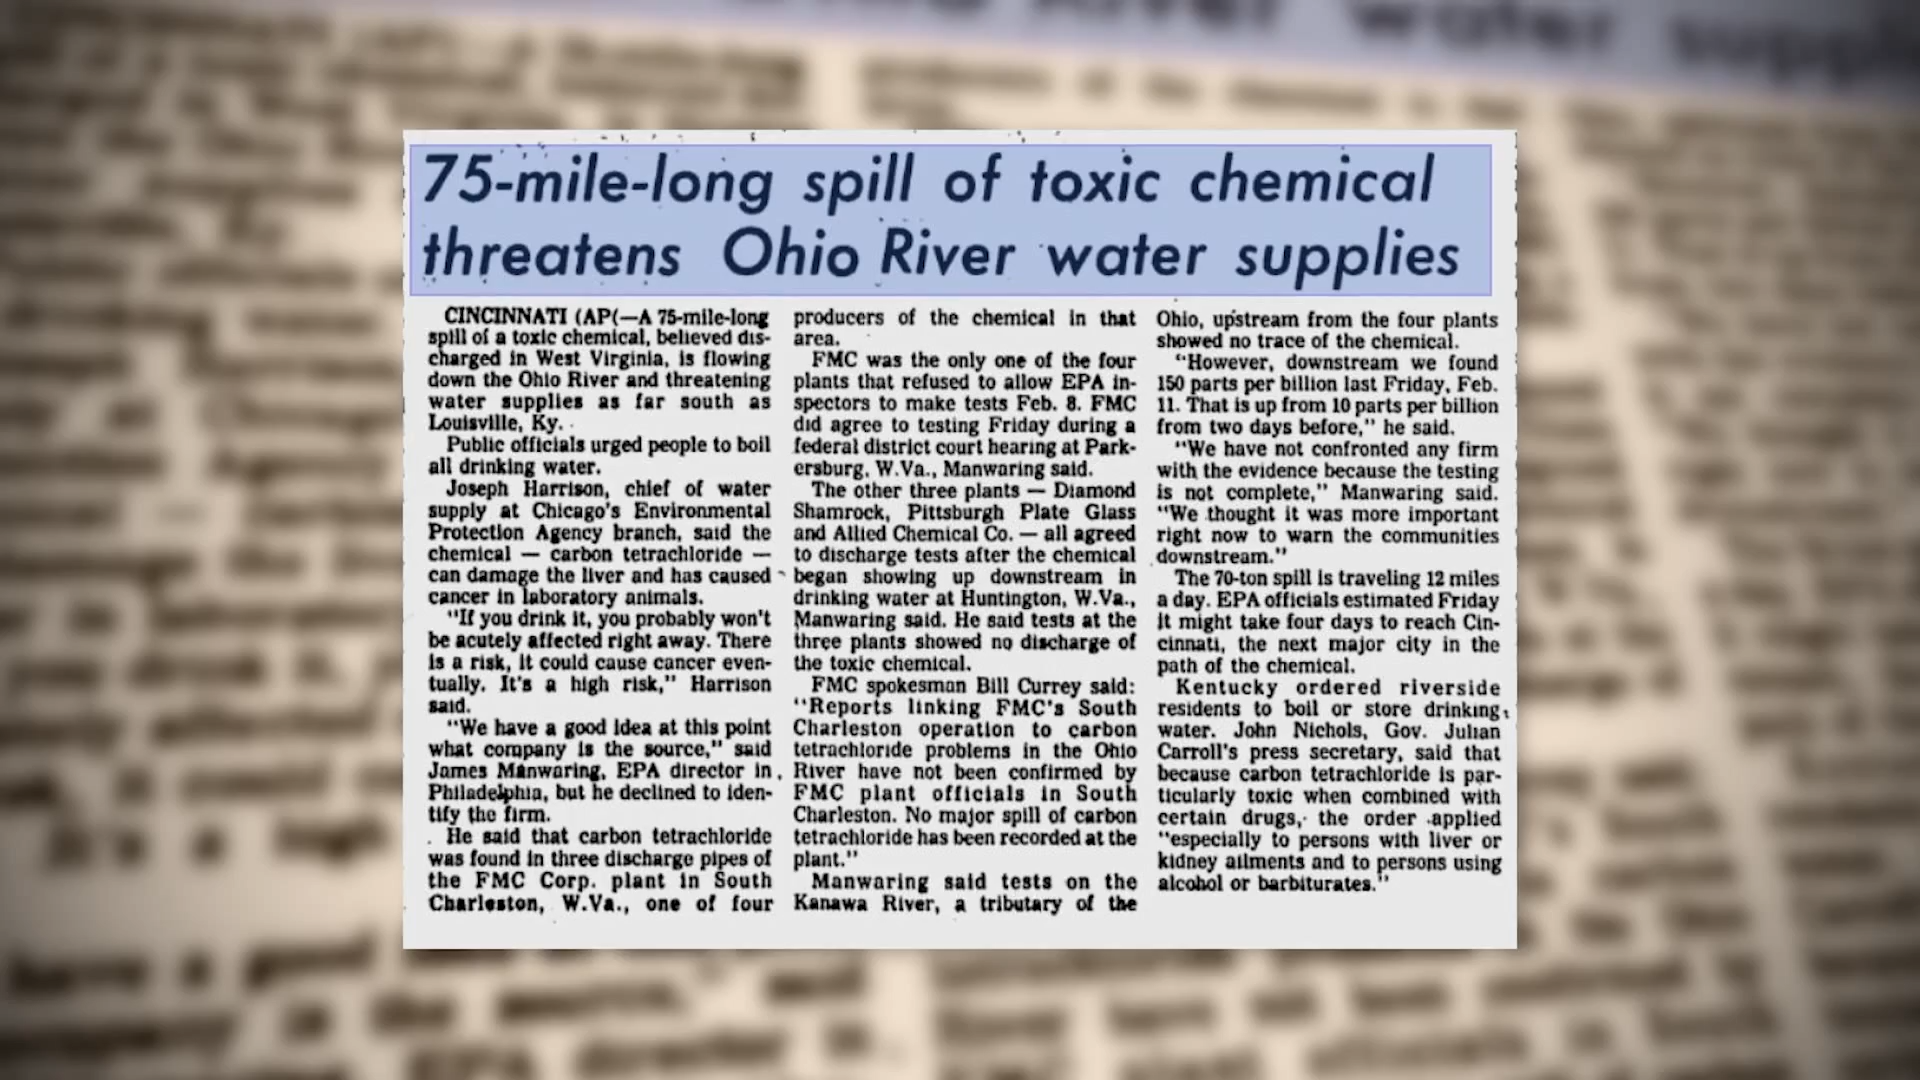 75-mile-long spill of toxic chemical
threatens Ohio River water supplies
CINCINNATI (AP(—A 75-mile-long
spill of a toxic chemical, believed dis-
charged in West Virginia, is flowing
down the Ohio River and threatening
water supplies as far south as
Louisville, Ky.
Public officials urged people to boil
all drinking water.
Joseph Harrison, chief of water
supply at Chicago's Environmental
Protection Agency branch, said the
chemical — carbon tetrachloride —
can damage the liver and has caused
cancer in laboratory animals.
"If you drink it, you probably won't
be acutely affected right away. There
is a risk, it could cause cancer even-
tually. It's a high risk," Harrison
said.
"We have a good idea at this point
what company is the source," said
James Manwaring, EPA director in
Philadelphia, but he declined to iden-
tify the firm.
He said that carbon tetrachloride
was found in three discharge pipes of
the FMC Corp. plant in South
Charleston, W.Va., one of four
producers of the chemical in that
area.
FMC was the only one of the four
plants that refused to allow EPA in-
spectors to make tests Feb. 8. FMC
did agree to testing Friday during a
federal district court hearing at Park-
ersburg, W.Va., Manwaring said.
The other three plants — Diamond
Shamrock, Pittsburgh Plate Glass
and Allied Chemical Co. — all agreed
to discharge tests after the chemical
began showing up downstream in
drinking water at Huntington, W.Va.,
Manwaring said. He said tests at the
three plants showed no discharge of
the toxic chemical.
FMC spokesman Bill Currey said:
"Reports linking FMC's South
Charleston operation to carbon
tetrachloride problems in the Ohio
River have not been confirmed by
FMC plant officials in South
Charleston. No major spill of carbon
tetrachloride has been recorded at the
plant."
Manwaring said tests on the
Kanawa River, a tributary of the
Ohio, upstream from the four plants
showed no trace of the chemical.
"However, downstream we found
150 parts per billion last Friday, Feb.
11. That is up from 10 parts per billion
from two days before," he said.
"We have not confronted any firm
with the evidence because the testing
is not complete," Manwaring said.
"We thought it was more important
right now to warn the communities
downstream."
The 70-ton spill is traveling 12 miles
a day. EPA officials estimated Friday
it might take four days to reach Cin-
cinnati, the next major city in the
path of the chemical.
Kentucky ordered riverside
residents to boil or store drinking
water. John Nichols, Gov. Julian
Carroll's press secretary, said that
because carbon tetrachloride is par-
ticularly toxic when combined with
certain drugs, the order applied
"especially to persons with liver or
kidney ailments and to persons using
alcohol or barbiturates."